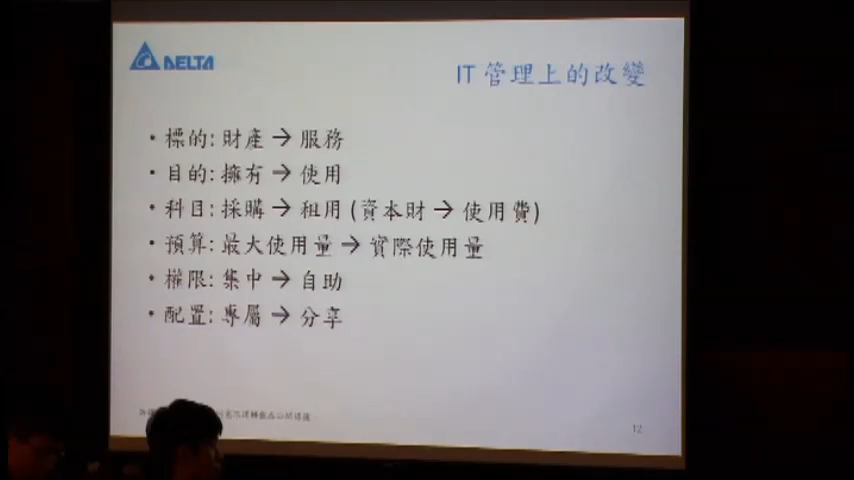 DELTA
IT 管理上的改變
• 標的: 財產 → 服務
• 目的: 擁有 → 使用
• 科目: 採購 → 租用 (資本財 → 使用費)
• 預算: 最大使用量 → 實際使用量
• 權限: 集中 → 自助
• 配置: 專屬 → 分享
12